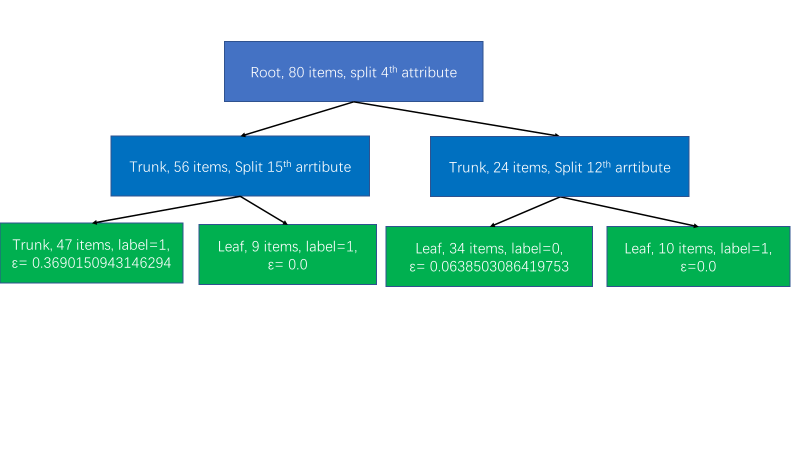 Root, 80 items, split 4th attribute
Trunk, 56 items, Split 15th arrtibute
Trunk, 24 items, Split 12th arrtibute
Trunk, 47 items, label=1,
ε= 0.3690150943146294
Leaf, 9 items, label=1,
ε= 0.0
Leaf, 34 items, label=0,
ε= 0.0638503086419753
Leaf, 10 items, label=1,
ε=0.0